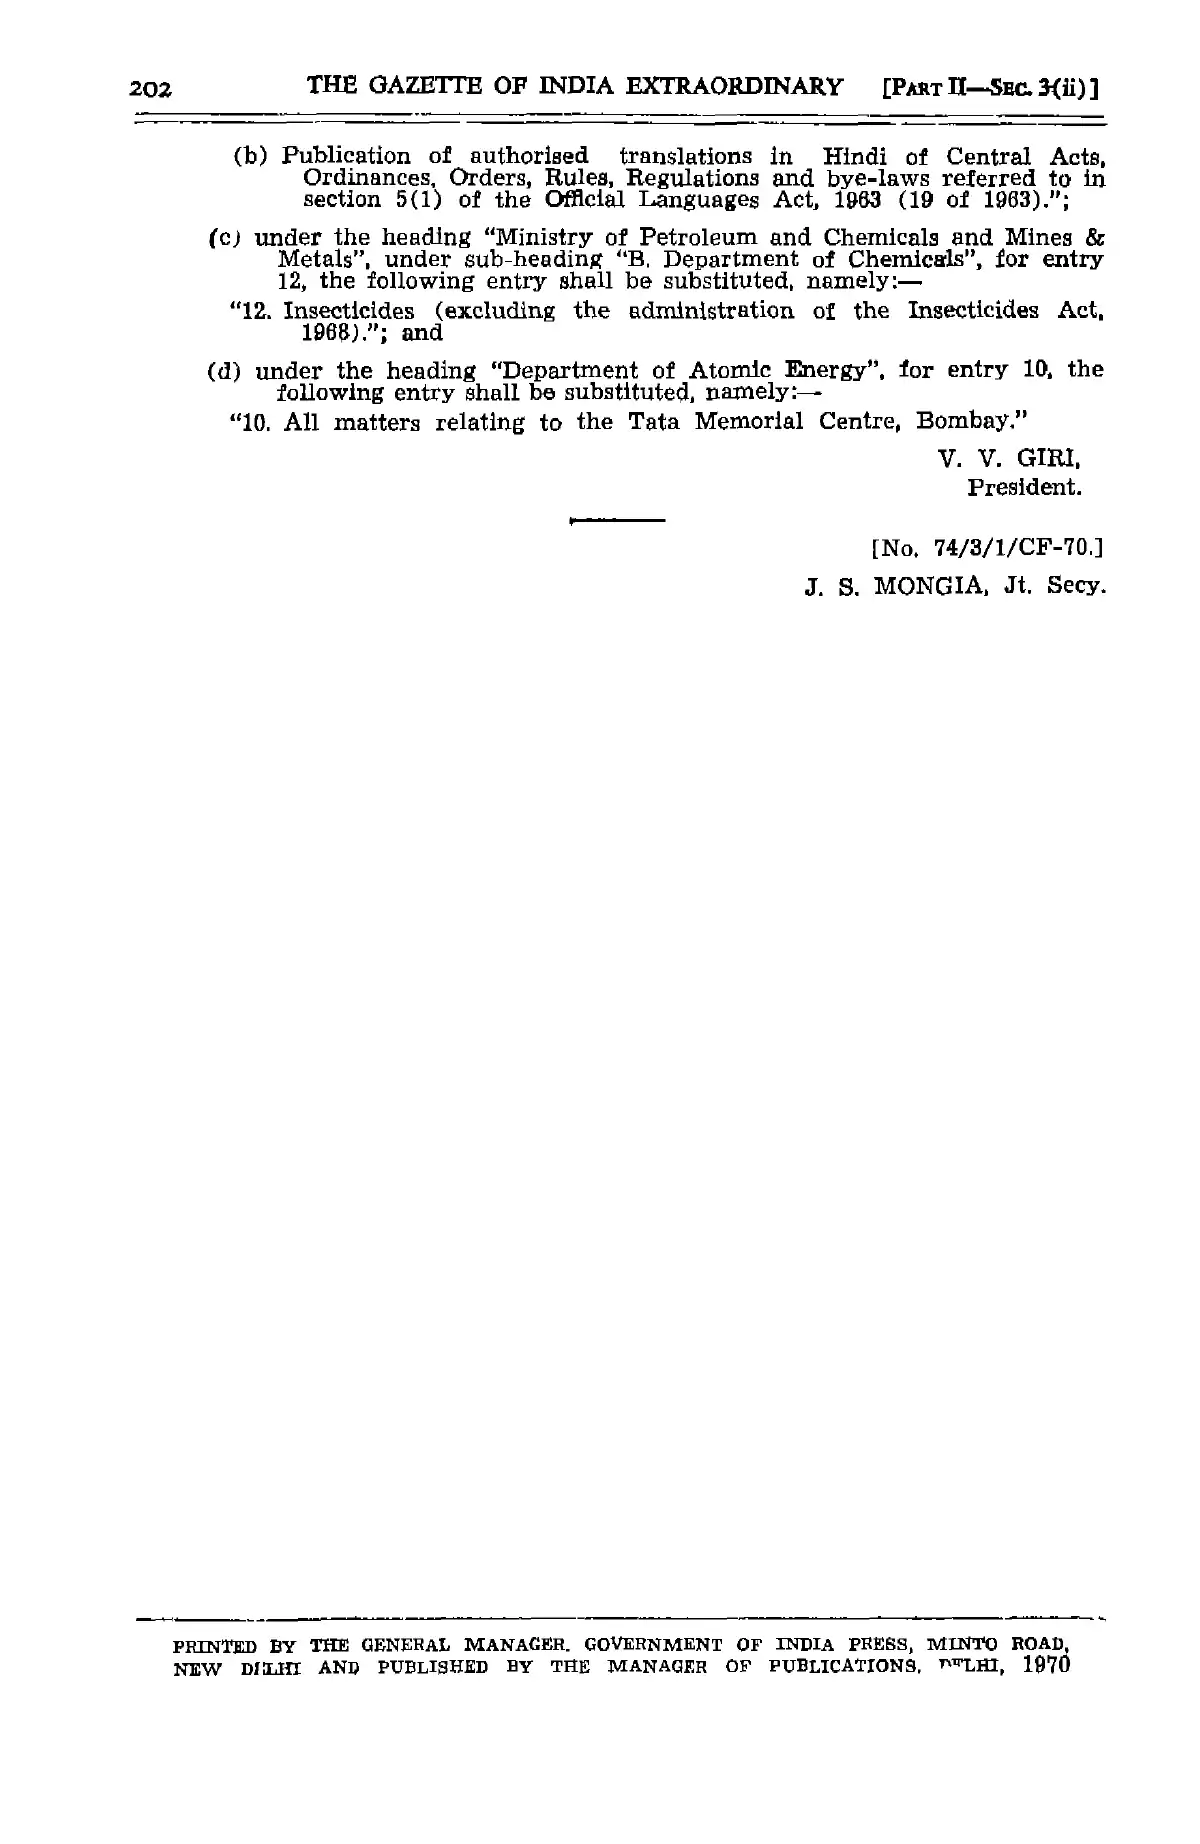 202 THE GAZETTE OF INDIA EXTRAORDINARY [PART II—SEC. 3(ii)]
(b) Publication of authorised translations in Hindi of Central Acts,
Ordinances, Orders, Rules, Regulations and bye-laws referred to in
section 5(1) of the Official Languages Act, 1963 (19 of 1963).";
(c) under the heading "Ministry of Petroleum and Chemicals and Mines &
Metals", under sub-heading "B. Department of Chemicals", for entry
12, the following entry shall be substituted, namely:—
"12. Insecticides (excluding the administration of the Insecticides Act,
1968)."; and
(d) under the heading "Department of Atomic Energy", for entry 10, the
following entry shall be substituted, namely:—
"10. All matters relating to the Tata Memorial Centre, Bombay."
V. V. GIRI,
President.
[No. 74/3/1/CF-70.]
J. S. MONGIA, Jt. Secy.
PRINTED BY THE GENERAL MANAGER. GOVERNMENT OF INDIA PRESS, MINTO ROAD,
NEW DELHI AND PUBLISHED BY THE MANAGER OF PUBLICATIONS, DELHI, 1970